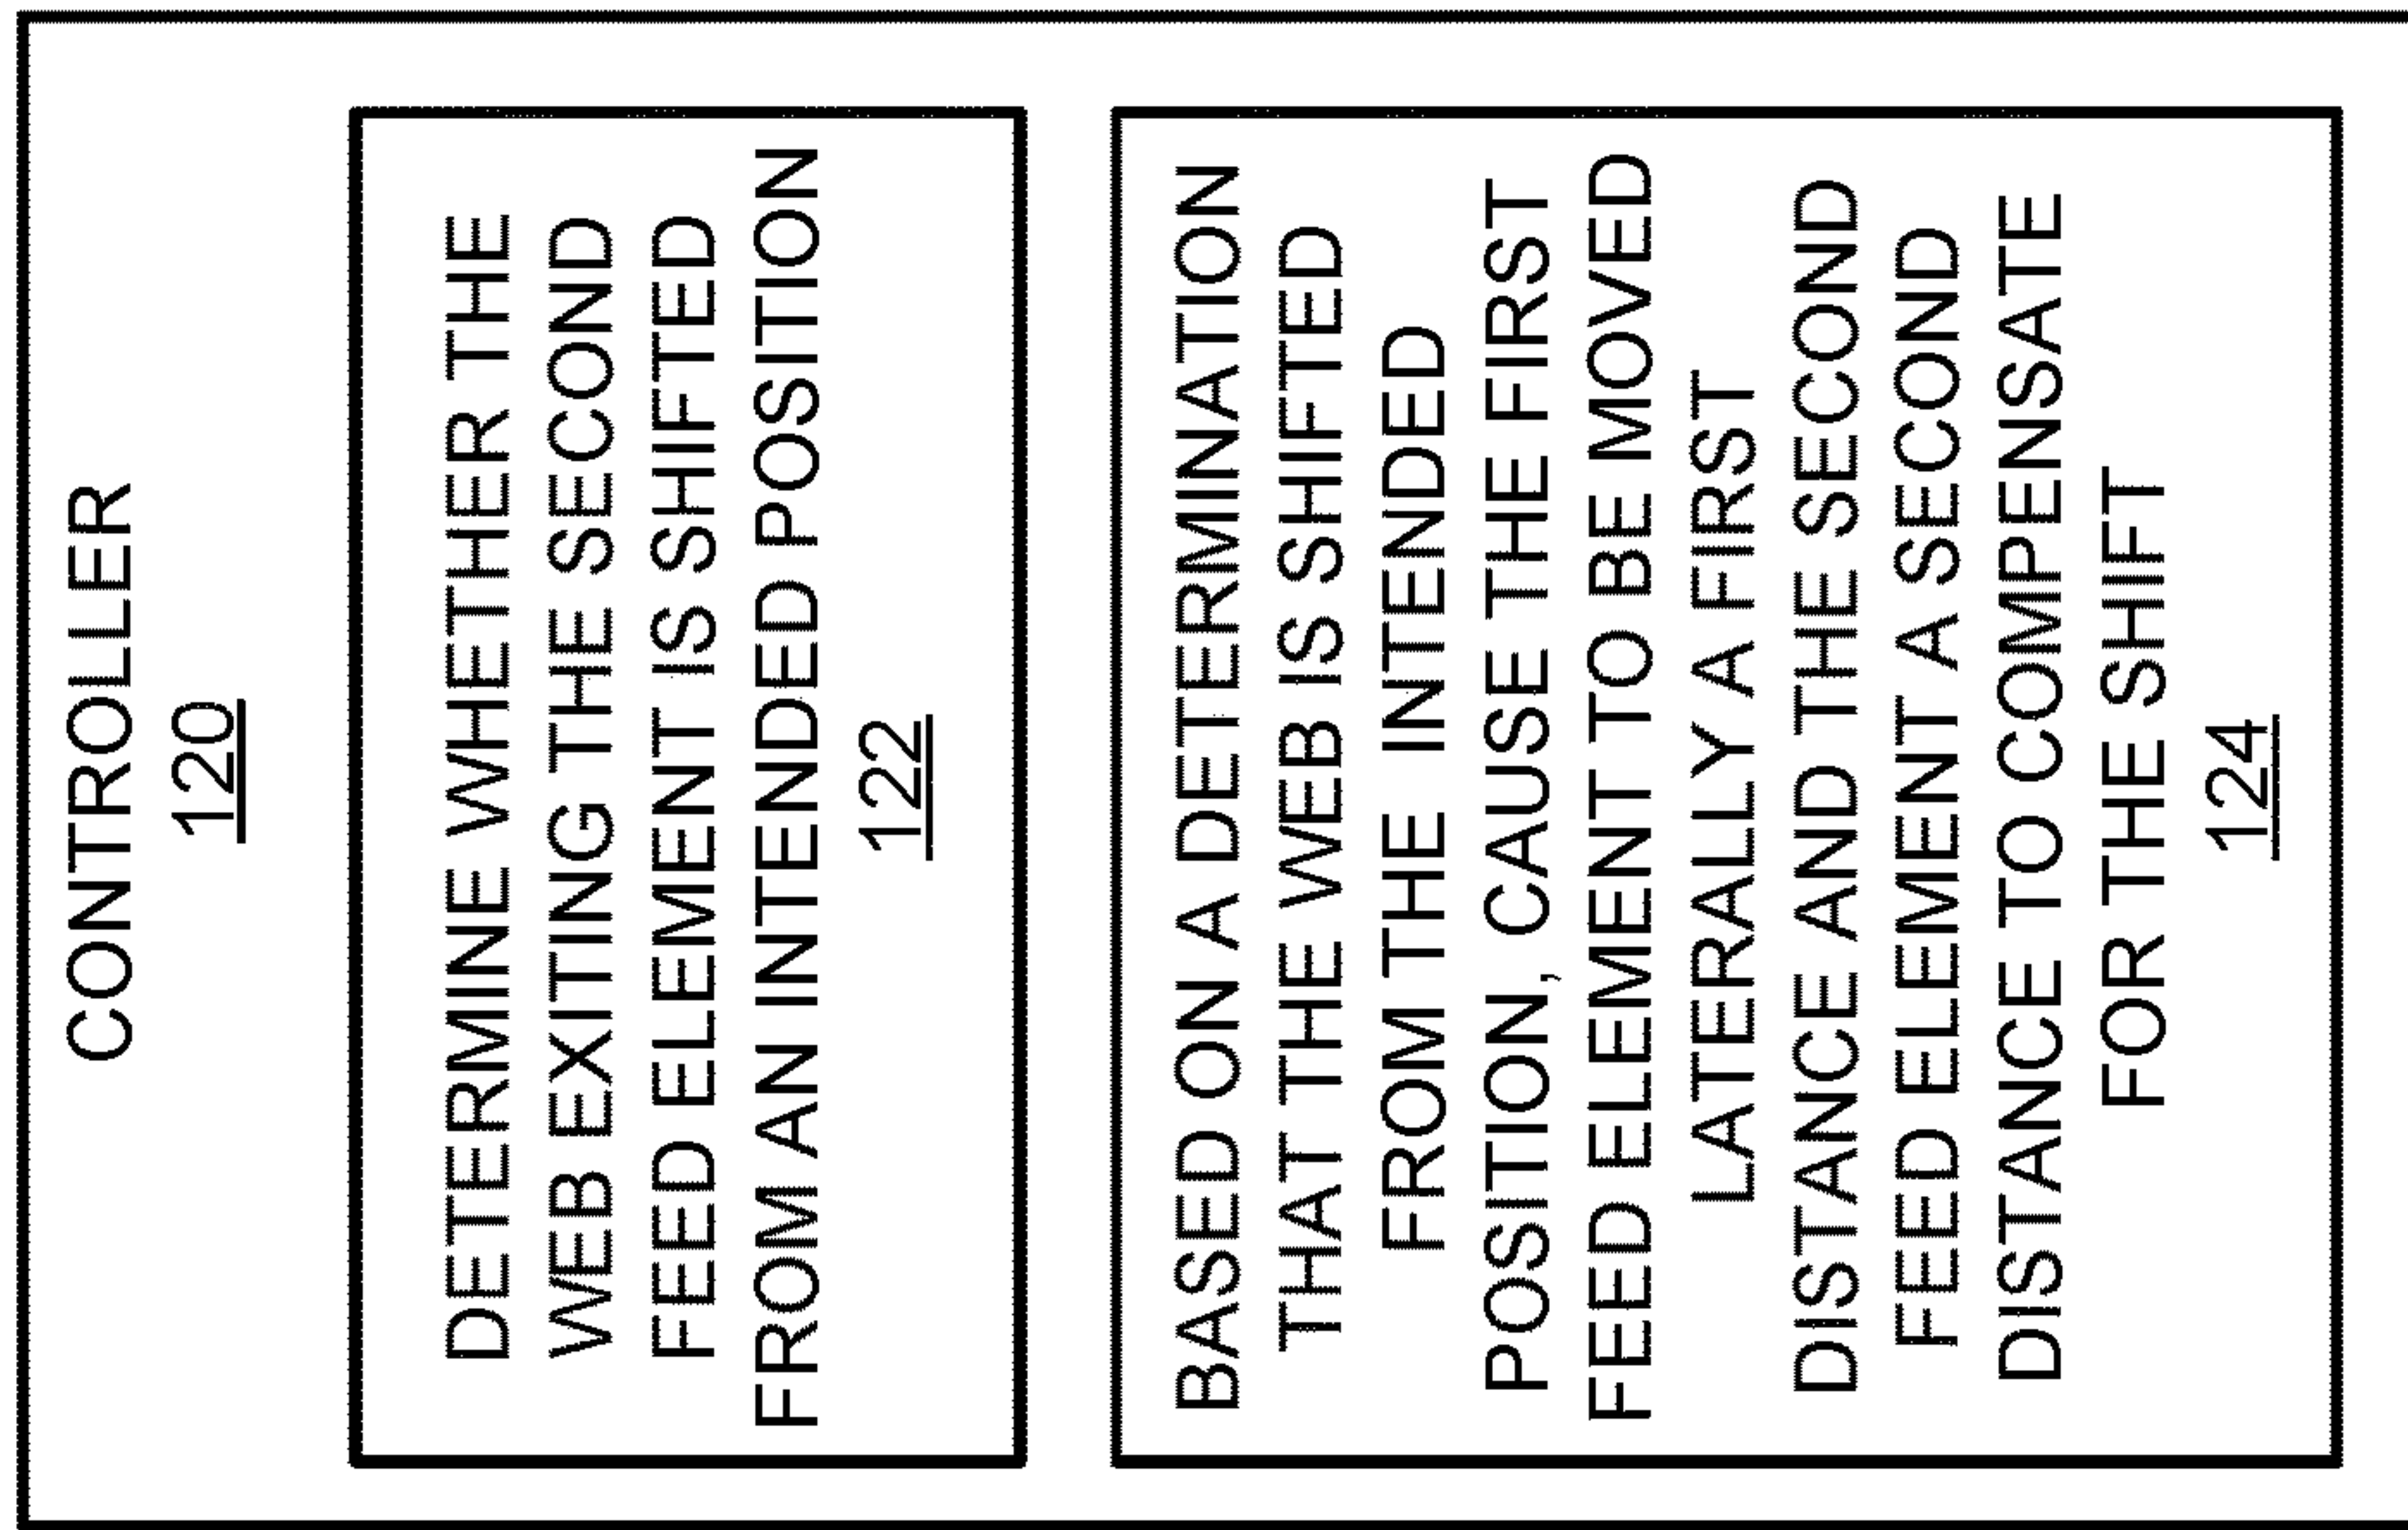 CONTROLLER
120
DETERMINE WHETHER THE
WEB EXITING THE SECOND
FEED ELEMENT IS SHIFTED
FROM AN INTENDED POSITION
122
BASED ON A DETERMINATION
THAT THE WEB IS SHIFTED
FROM THE INTENDED
POSITION, CAUSE THE FIRST
FEED ELEMENT TO BE MOVED
LATERALLY A FIRST
DISTANCE AND THE SECOND
FEED ELEMENT A SECOND
DISTANCE TO COMPENSATE
FOR THE SHIFT
124